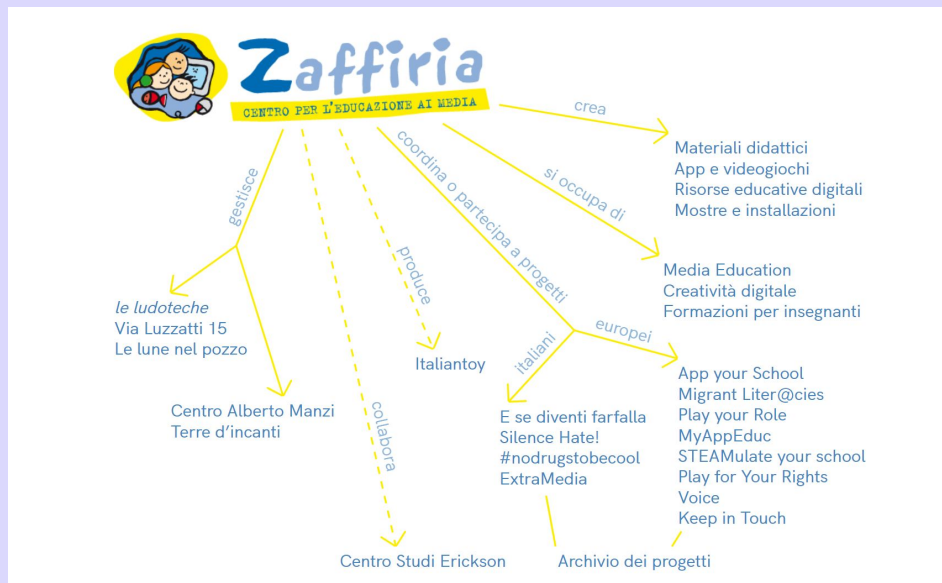 Zaffiria
CENTRO PER L'EDUCAZIONE AI MEDIA
crea
Materiali didattici
App e videogiochi
Risorse educative digitali
Mostre e installazioni
si occupa di
Media Education
Creatività digitale
Formazioni per insegnanti
coordina o partecipa a progetti
italiani
E se diventi farfalla
Silence Hate!
#nodrugstobecool
ExtraMedia
europei
App your School
Migrant Liter@cies
Play your Role
MyAppEduc
STEAMulate your school
Play for Your Rights
Voice
Keep in Touch
Archivio dei progetti
produce
Italiantoy
collabora
Centro Studi Erickson
gestisce
le ludoteche
Via Luzzatti 15
Le lune nel pozzo
Centro Alberto Manzi
Terre d'incanti